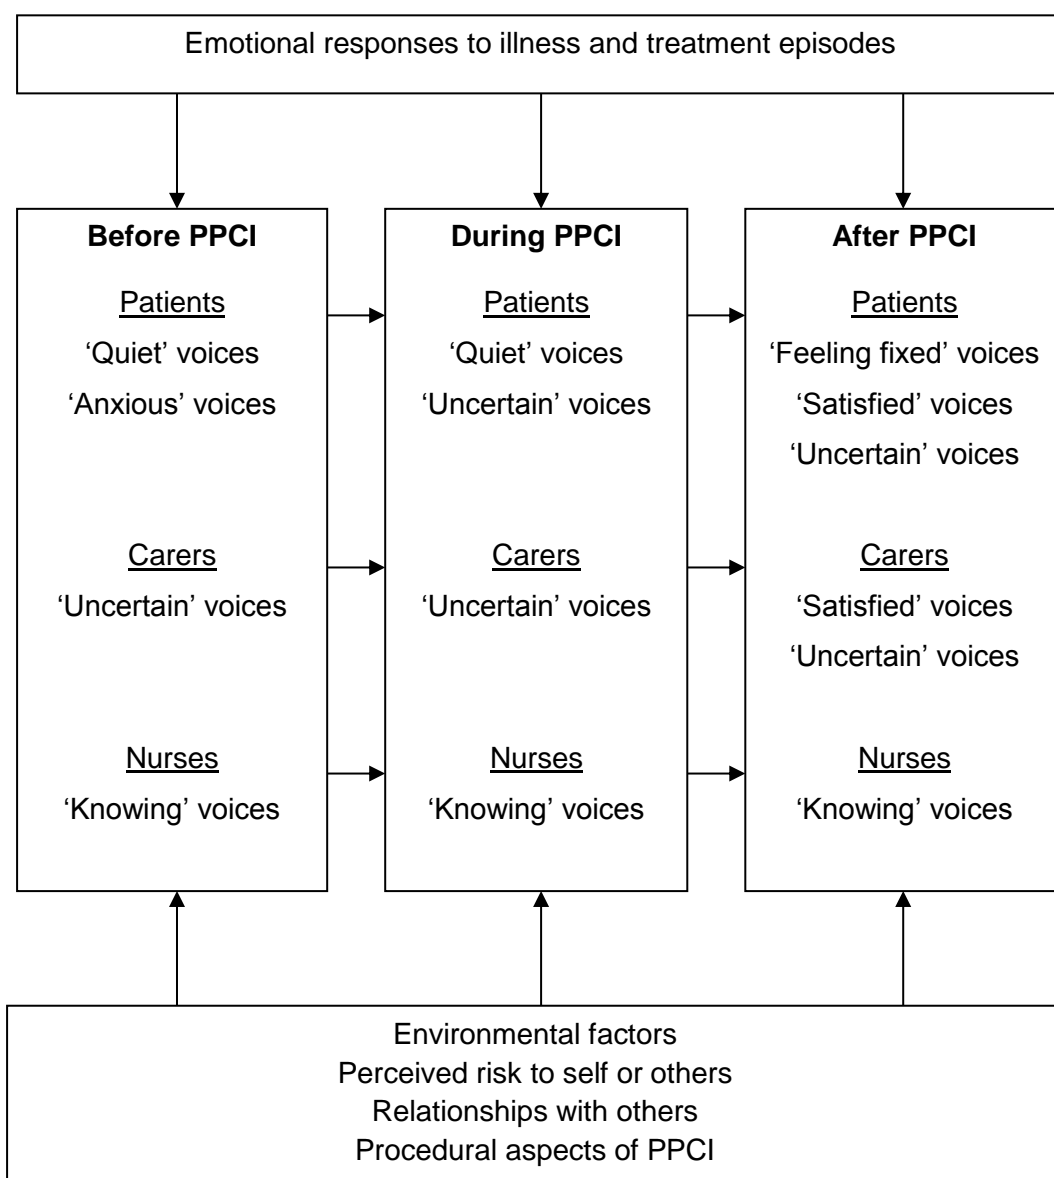 Emotional responses to illness and treatment episodes
Before PPCI
Patients
‘Quiet’ voices
‘Anxious’ voices
Carers
‘Uncertain’ voices
Nurses
‘Knowing’ voices
During PPCI
Patients
‘Quiet’ voices
‘Uncertain’ voices
Carers
‘Uncertain’ voices
Nurses
‘Knowing’ voices
After PPCI
Patients
‘Feeling fixed’ voices
‘Satisfied’ voices
‘Uncertain’ voices
Carers
‘Satisfied’ voices
‘Uncertain’ voices
Nurses
‘Knowing’ voices
Environmental factors
Perceived risk to self or others
Relationships with others
Procedural aspects of PPCI